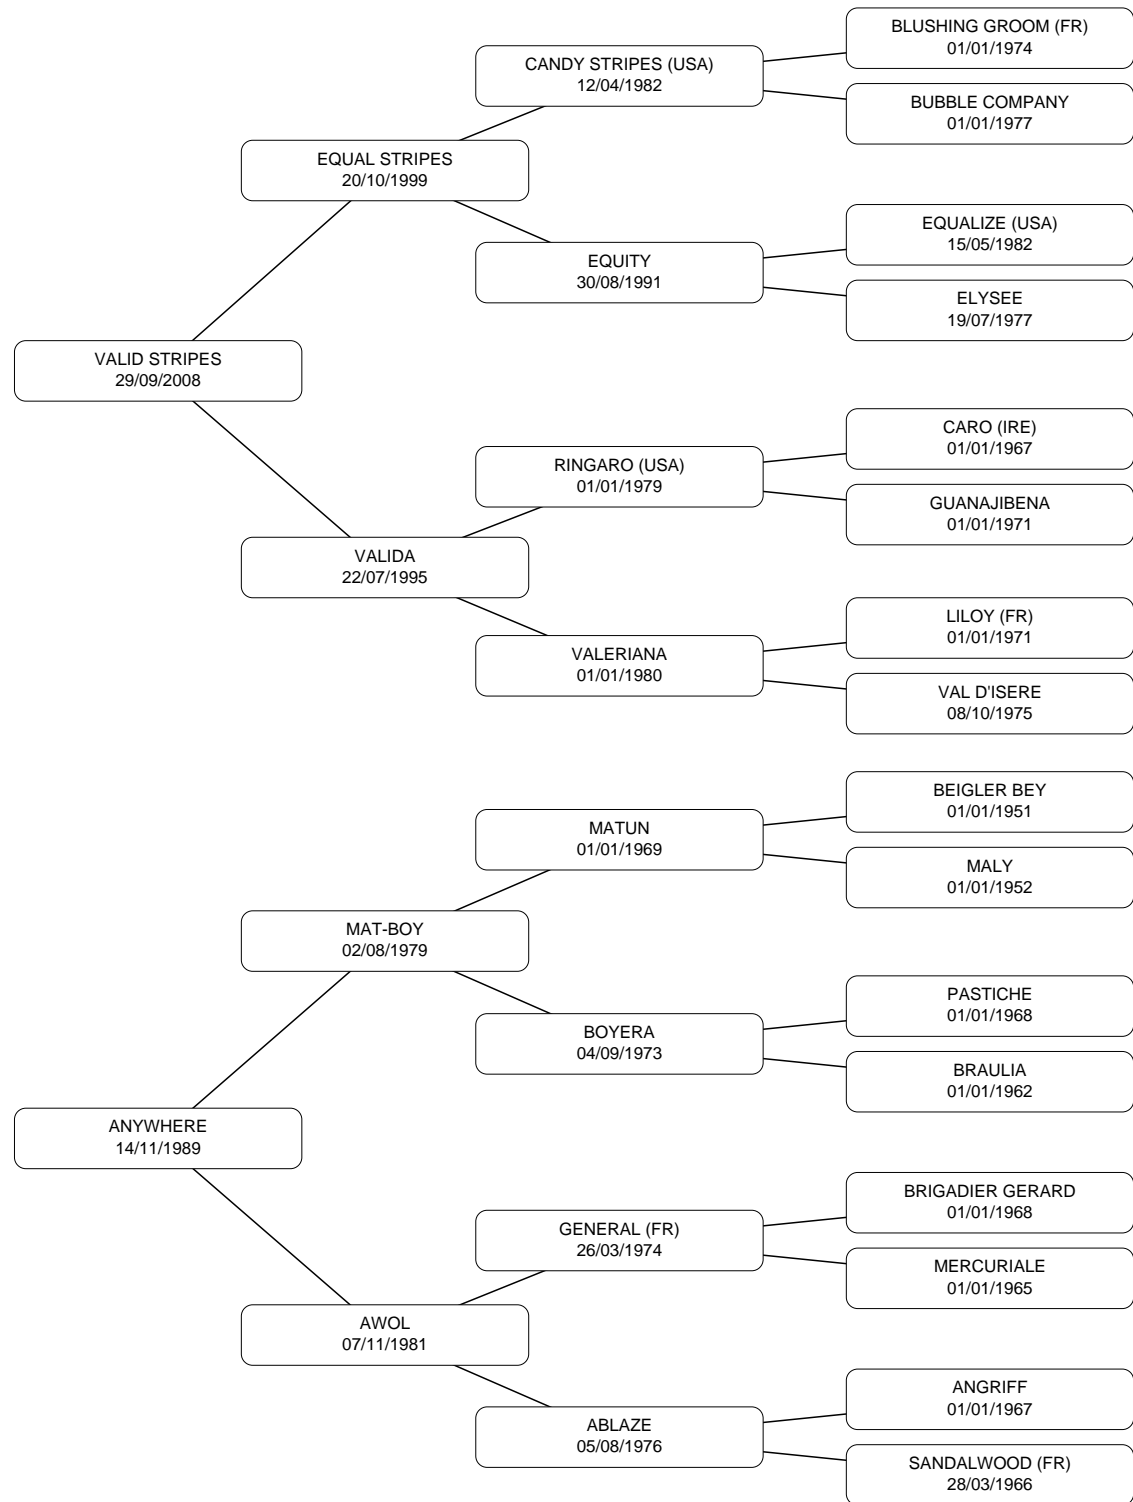 BLUSHING GROOM (FR)
01/01/1974
CANDY STRIPES (USA)
12/04/1982
BUBBLE COMPANY
01/01/1977
EQUAL STRIPES
20/10/1999
EQUALIZE (USA)
15/05/1982
EQUITY
30/08/1991
ELYSEE
19/07/1977
VALID STRIPES
29/09/2008
CARO (IRE)
01/01/1967
RINGARO (USA)
01/01/1979
GUANAJIBENA
01/01/1971
VALIDA
22/07/1995
LILOY (FR)
01/01/1971
VALERIANA
01/01/1980
VAL D'ISERE
08/10/1975
BEIGLER BEY
01/01/1951
MATUN
01/01/1969
MALY
01/01/1952
MAT-BOY
02/08/1979
PASTICHE
01/01/1968
BOYERA
04/09/1973
BRAULIA
01/01/1962
ANYWHERE
14/11/1989
BRIGADIER GERARD
01/01/1968
GENERAL (FR)
26/03/1974
MERCURIALE
01/01/1965
AWOL
07/11/1981
ANGRIFF
01/01/1967
ABLAZE
05/08/1976
SANDALWOOD (FR)
28/03/1966